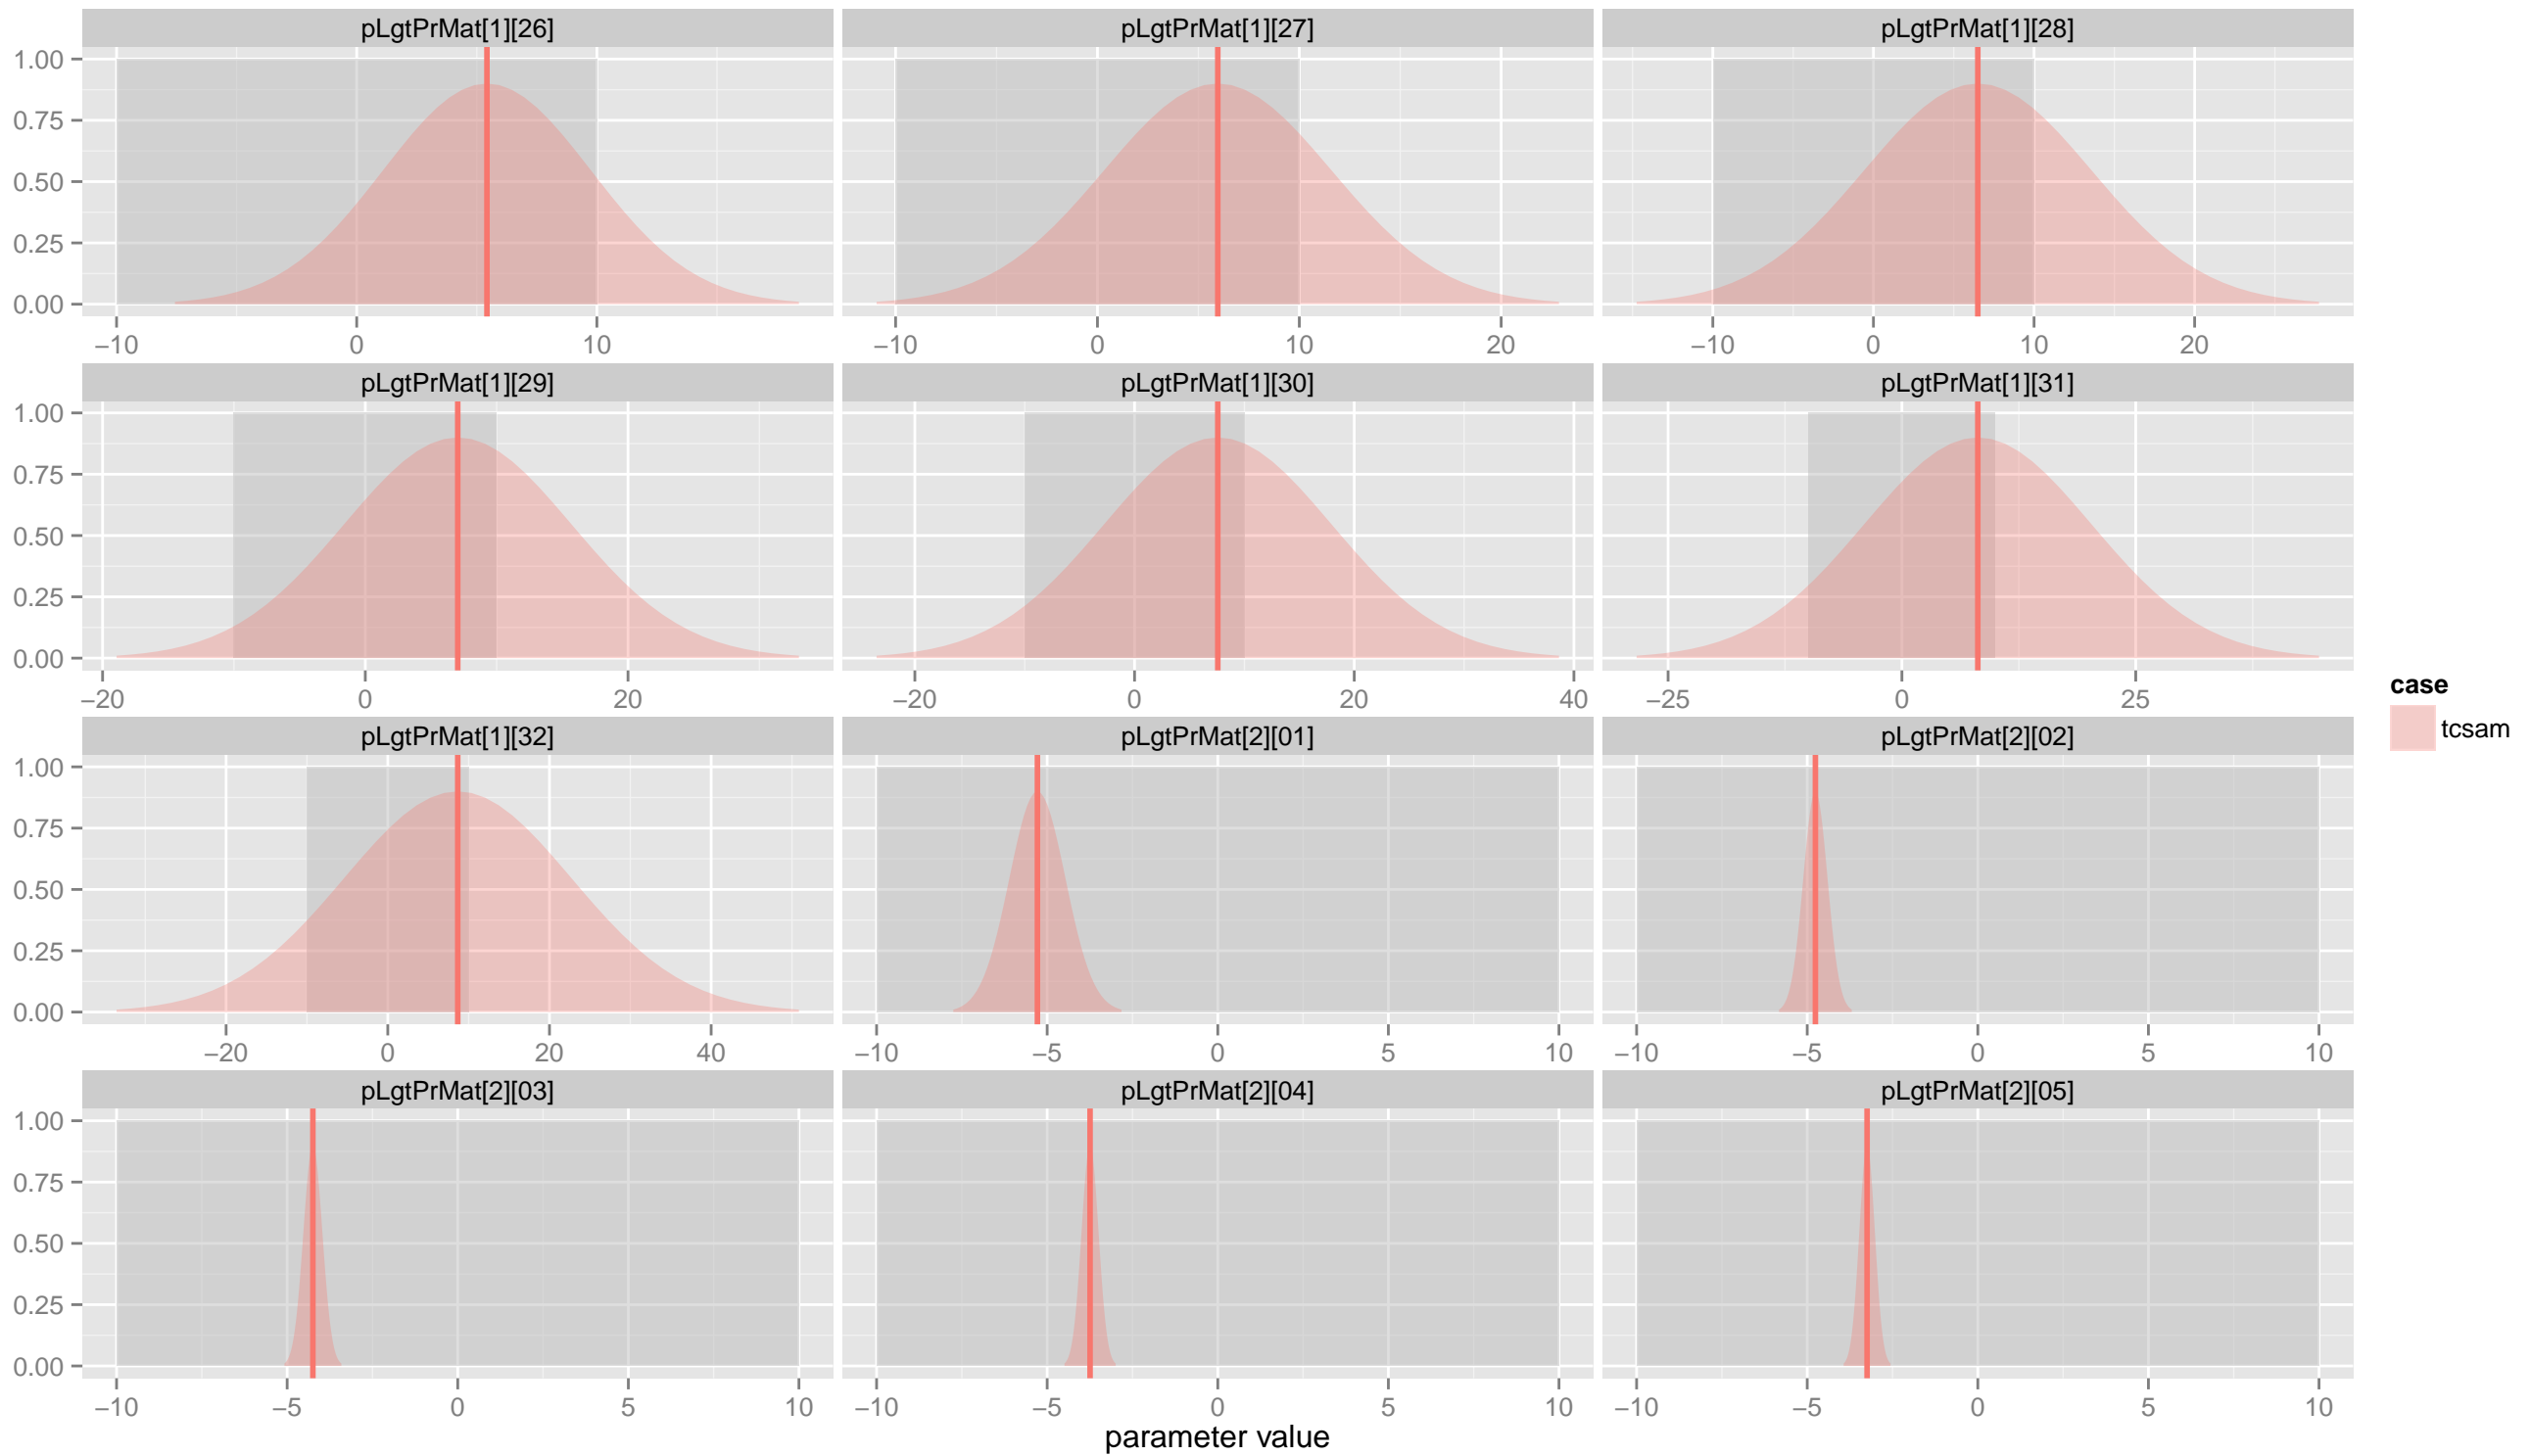 pLgtPrMat[1][26] pLgtPrMat[1][27] pLgtPrMat[1][28]
1.00
0.75
0.50
0.25
0.00
−10 0 10 −10 0 10 20 −10 0 10 20
pLgtPrMat[1][29] pLgtPrMat[1][30] pLgtPrMat[1][31]
1.00
0.75
0.50
0.25
0.00
−20 0 20 −20 0 20 40 −25 0 25
case
tcsam
pLgtPrMat[1][32] pLgtPrMat[2][01] pLgtPrMat[2][02]
1.00
0.75
0.50
0.25
0.00
−20 0 20 40 −10 −5 0 5 10 −10 −5 0 5 10
pLgtPrMat[2][03] pLgtPrMat[2][04] pLgtPrMat[2][05]
1.00
0.75
0.50
0.25
0.00
−10 −5 0 5 10 −10 −5 0 5 10 −10 −5 0 5 10
parameter value